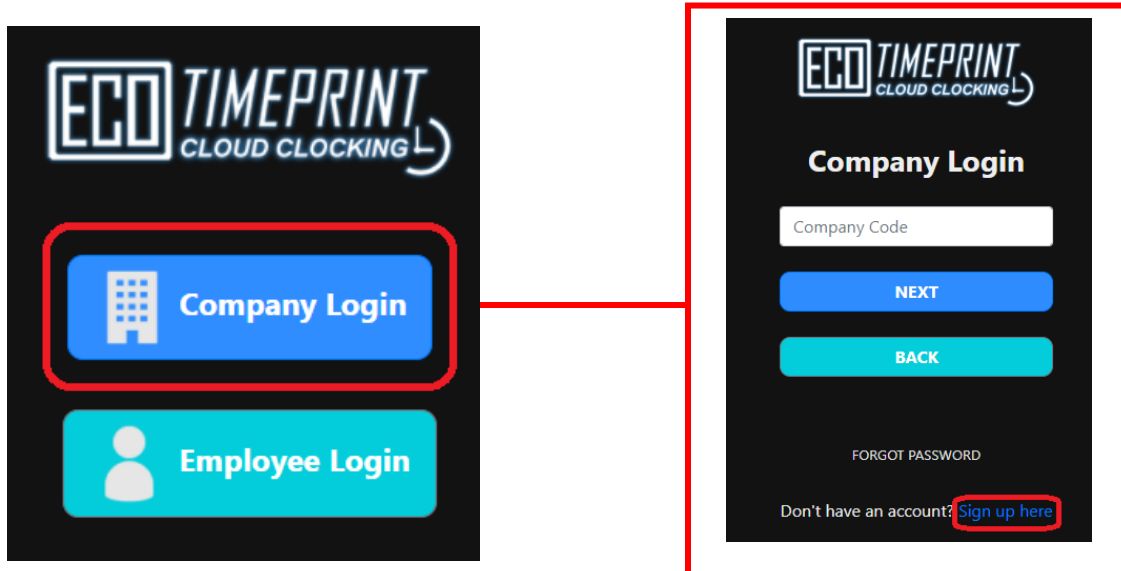 ECO TIMEPRINT
CLOUD CLOCKING
Company Login
Employee Login
ECO TIMEPRINT
CLOUD CLOCKING
Company Login
Company Code
NEXT
BACK
FORGOT PASSWORD
Don't have an account? Sign up here